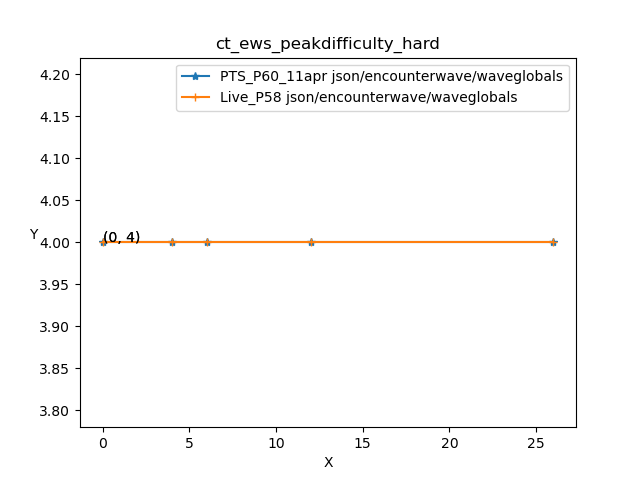 ct_ews_peakdifficulty_hard
PTS_P60_11apr json/encounterwave/waveglobals
Live_P58 json/encounterwave/waveglobals
4.20
4.15
4.10
4.05
4.00
3.95
3.90
3.85
3.80
Y
(0, 4)
0 5 10 15 20 25
X